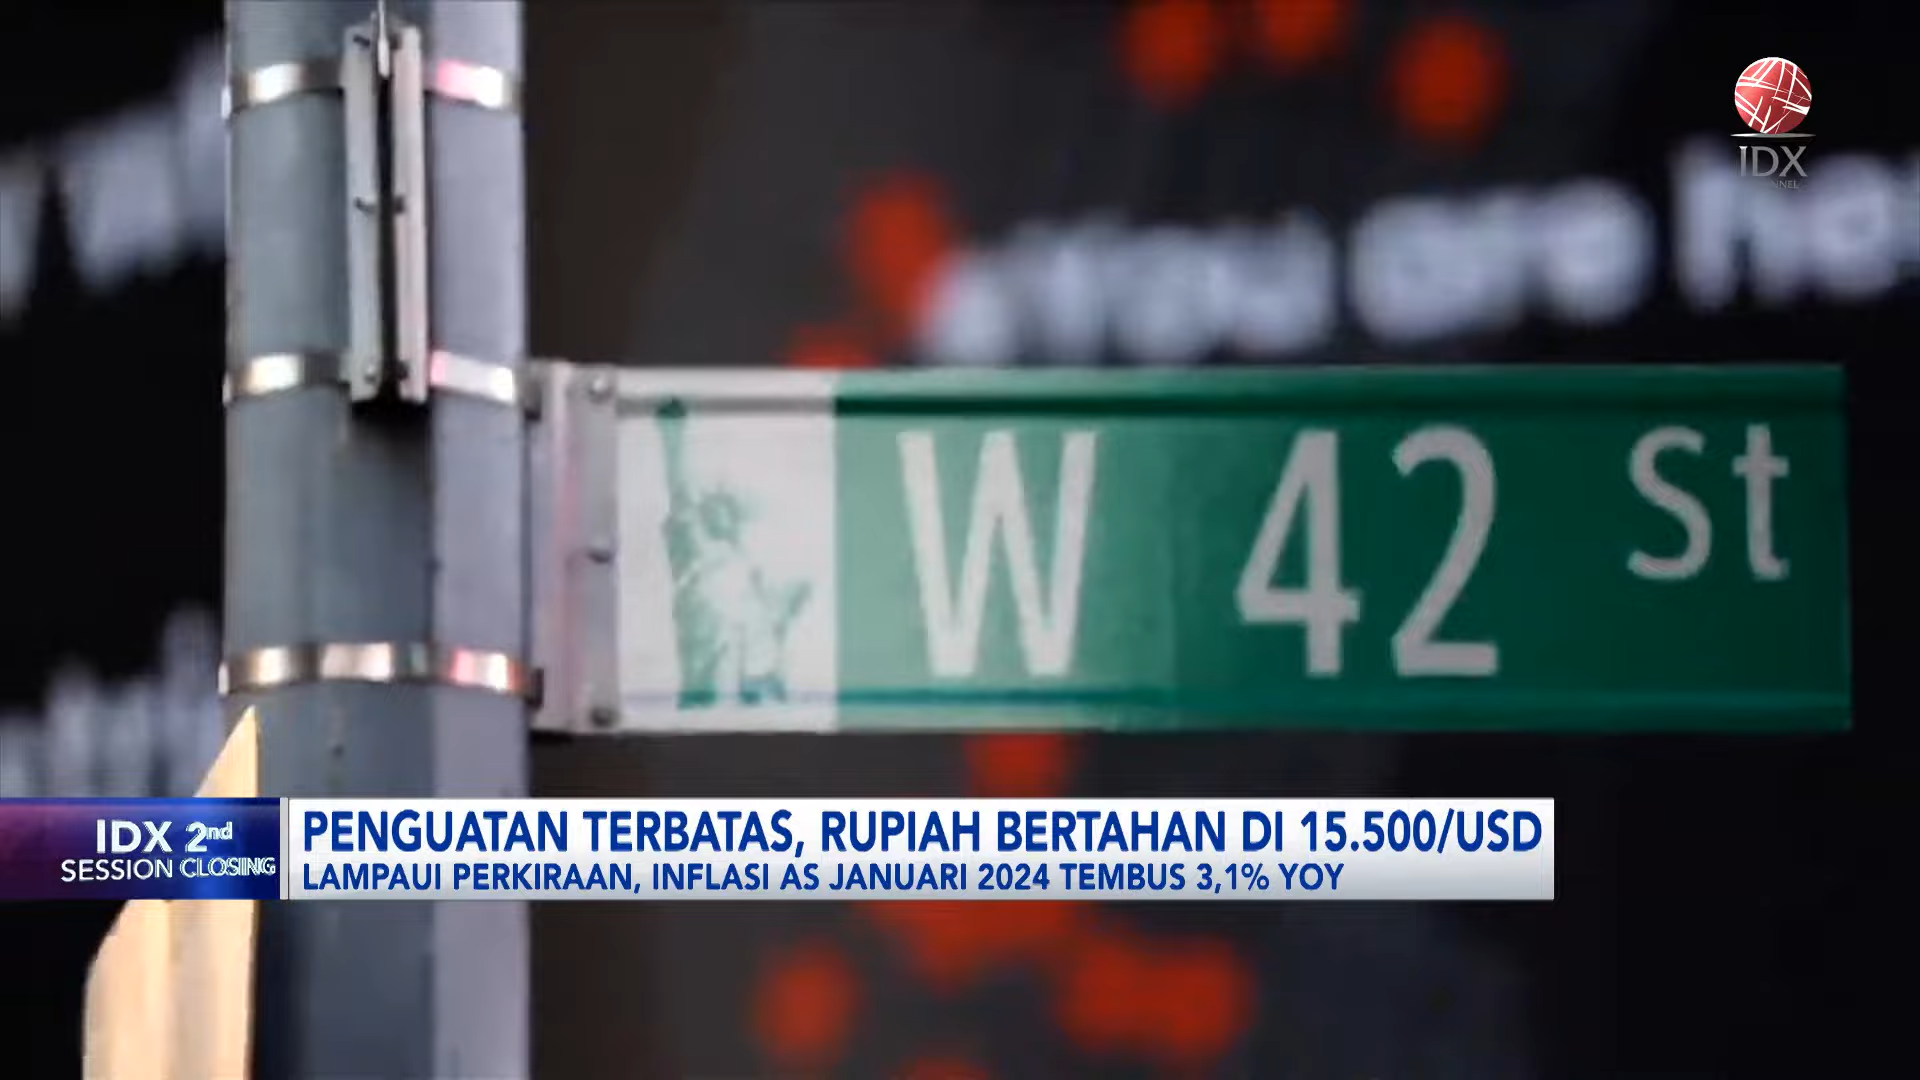 IDX
W 42 St
IDX 2nd
SESSION CLOSING
PENGUATAN TERBATAS, RUPIAH BERTAHAN DI 15.500/USD
LAMPAUI PERKIRAAN, INFLASI AS JANUARI 2024 TEMBUS 3,1% YOY